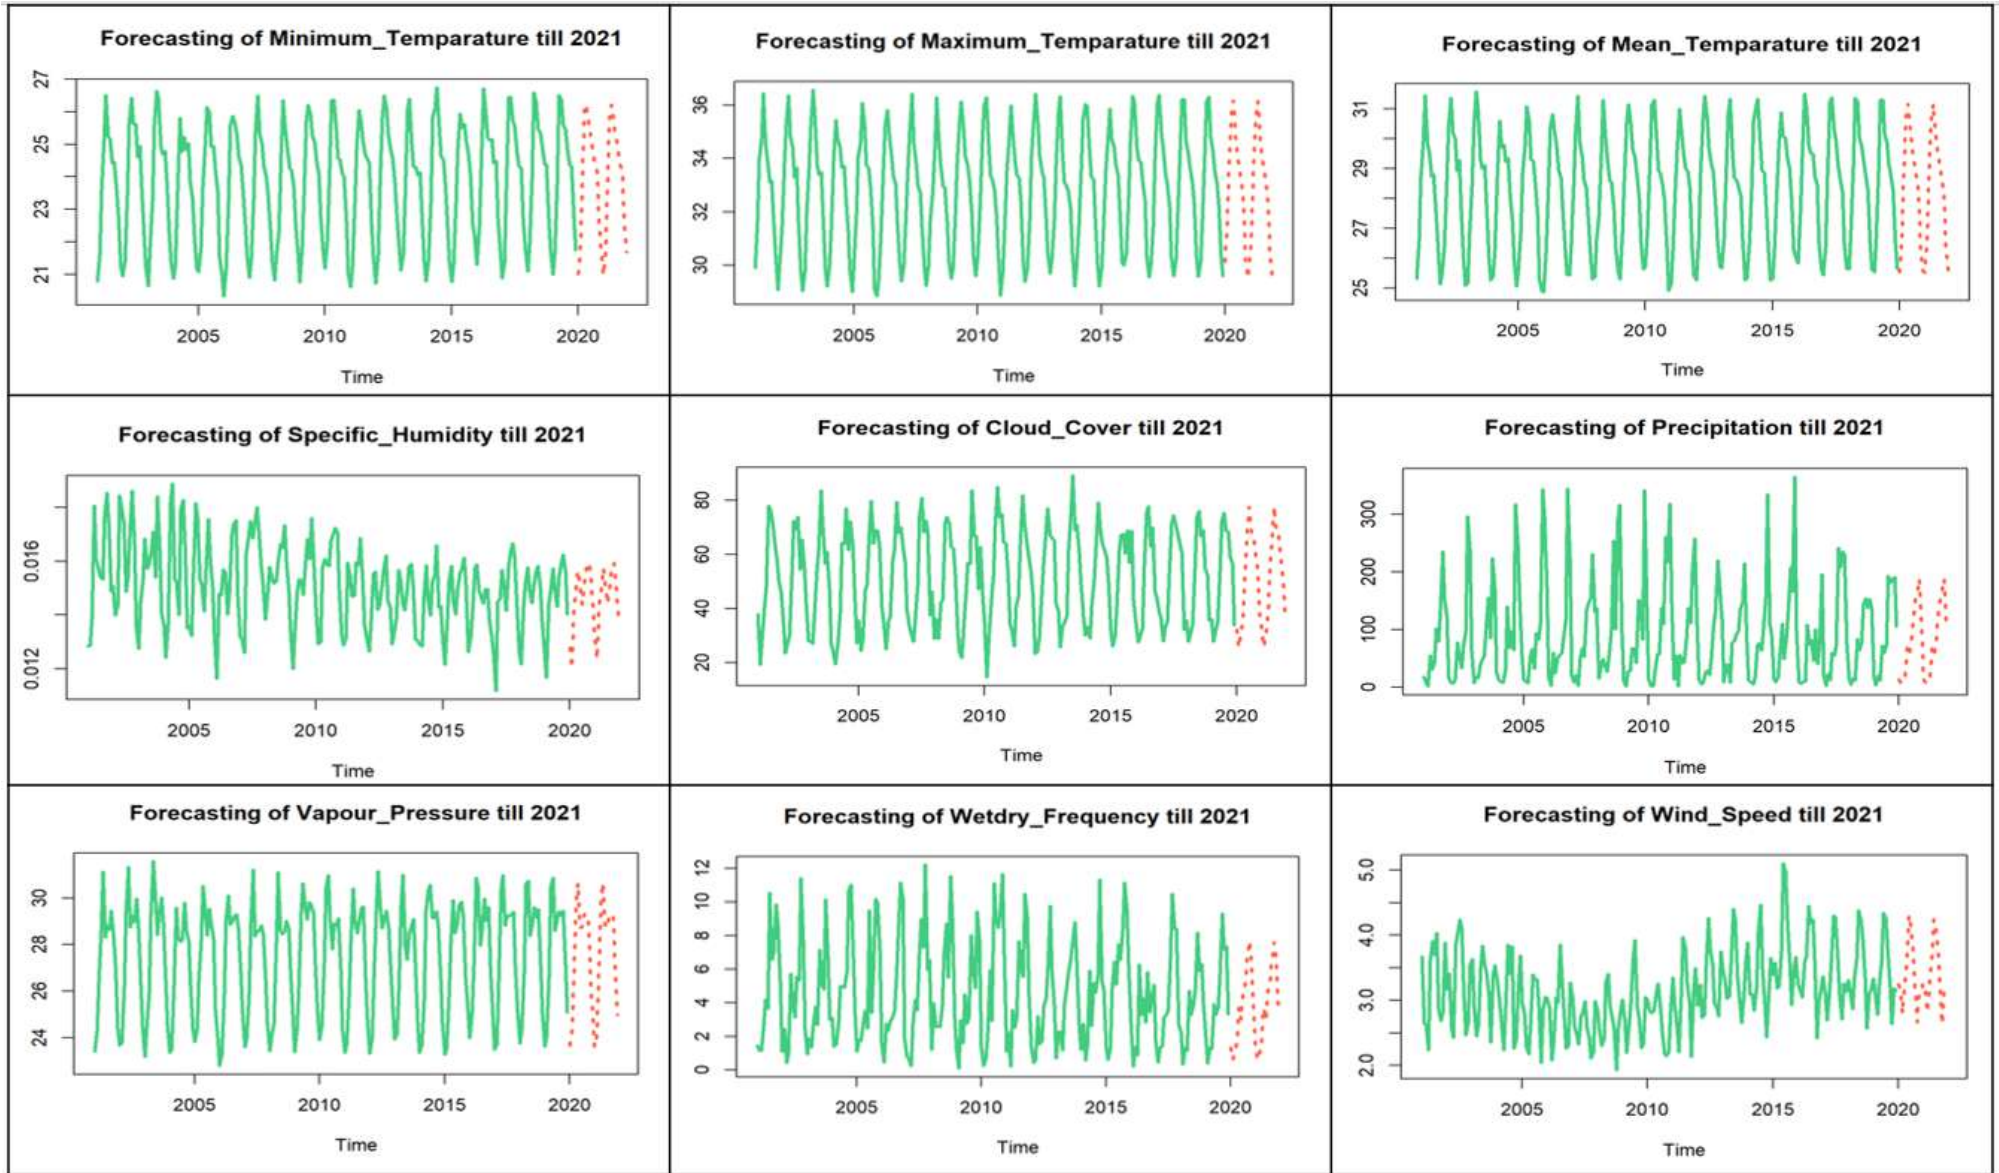 Forecasting of Minimum_Temparature till 2021
27
25
23
21
2005 2010 2015 2020
Time
Forecasting of Maximum_Temparature till 2021
36
34
32
30
2005 2010 2015 2020
Time
Forecasting of Mean_Temparature till 2021
31
29
27
25
2005 2010 2015 2020
Time
Forecasting of Specific_Humidity till 2021
0.016
0.012
2005 2010 2015 2020
Time
Forecasting of Cloud_Cover till 2021
80
60
40
20
2005 2010 2015 2020
Time
Forecasting of Precipitation till 2021
300
200
100
0
2005 2010 2015 2020
Time
Forecasting of Vapour_Pressure till 2021
30
28
26
24
2005 2010 2015 2020
Time
Forecasting of Wetdry_Frequency till 2021
12
10
8
6
4
2
0
2005 2010 2015 2020
Time
Forecasting of Wind_Speed till 2021
5.0
4.0
3.0
2.0
2005 2010 2015 2020
Time